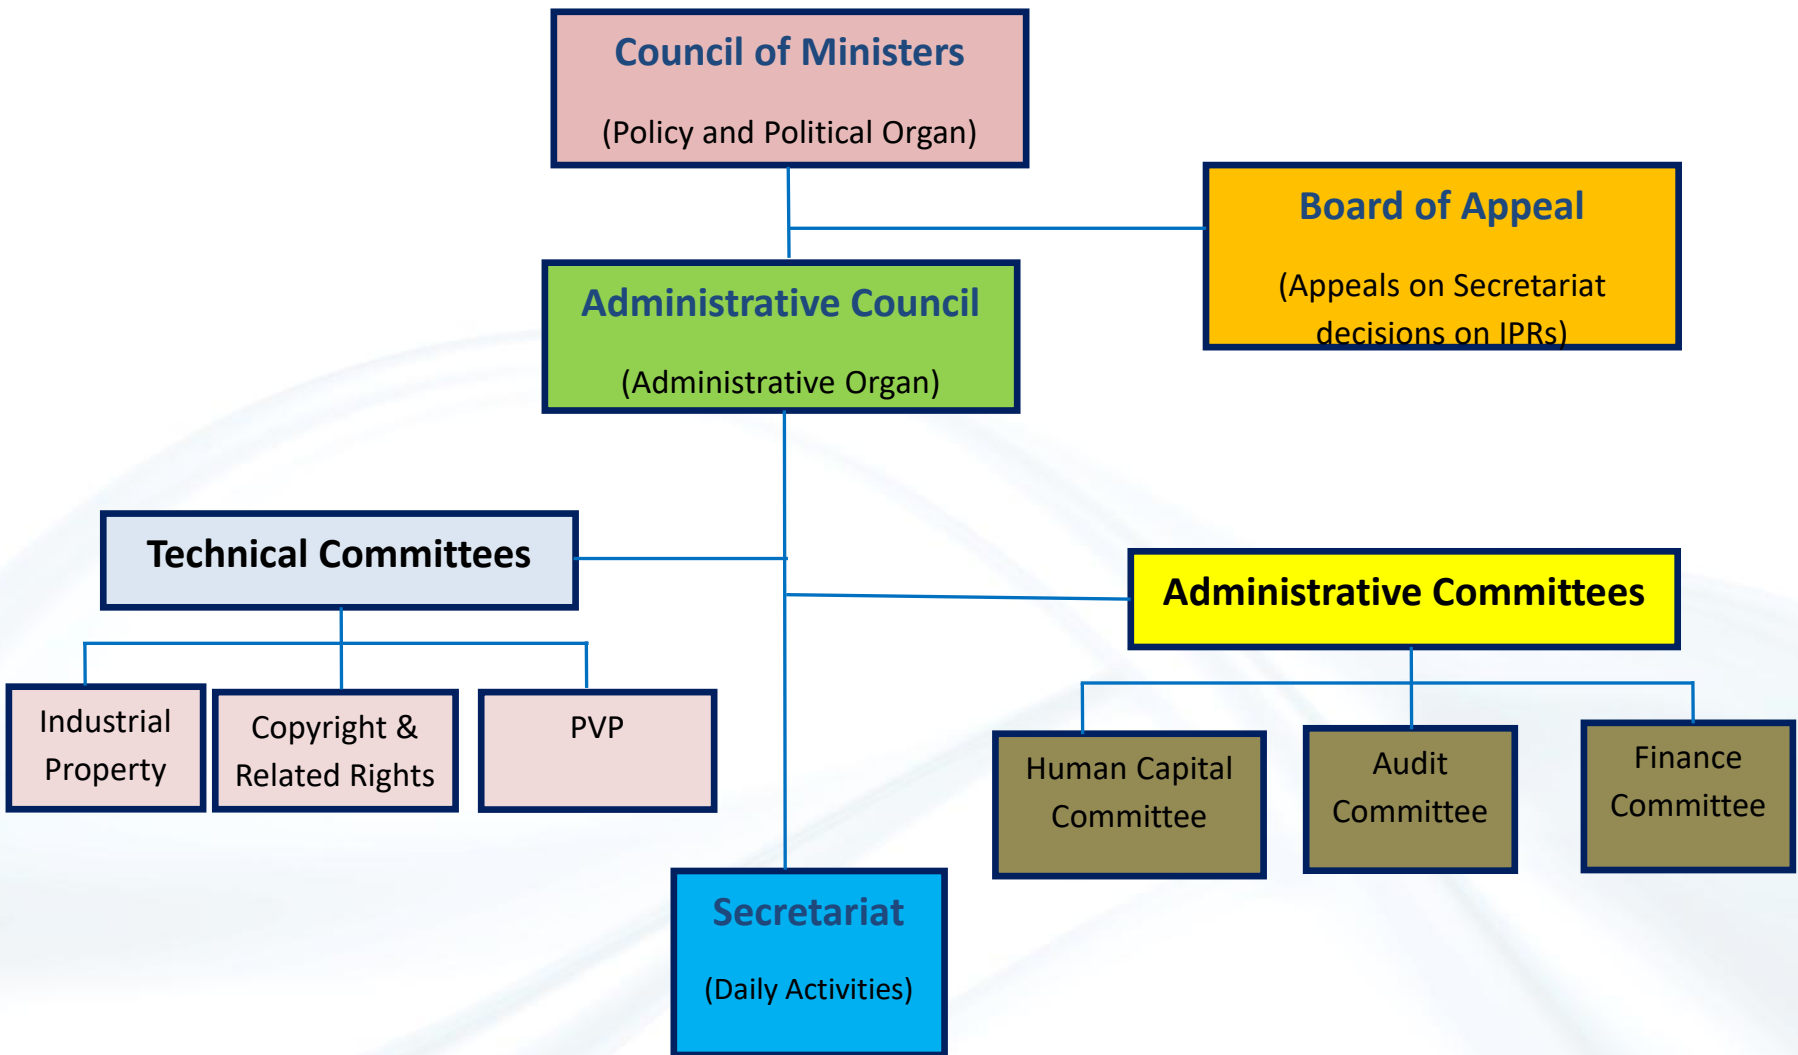 Council of Ministers
(Policy and Political Organ)
Board of Appeal
(Appeals on Secretariat
decisions on IPRs)
Administrative Council
(Administrative Organ)
Technical Committees
Administrative Committees
Industrial
Property
Copyright &
Related Rights
PVP
Human Capital
Committee
Audit
Committee
Finance
Committee
Secretariat
(Daily Activities)